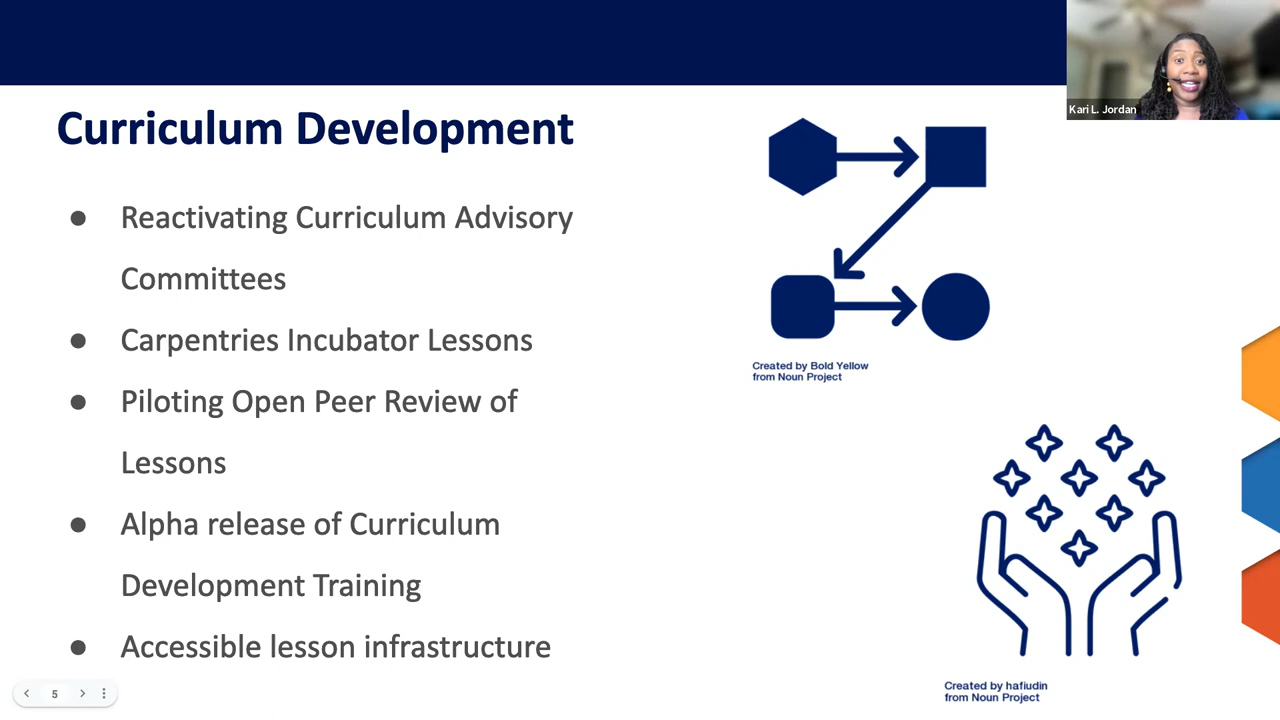 Kari L. Jordan
Curriculum Development
● Reactivating Curriculum Advisory
Committees
● Carpentries Incubator Lessons
● Piloting Open Peer Review of
Lessons
● Alpha release of Curriculum
Development Training
● Accessible lesson infrastructure
Created by Bold Yellow
from Noun Project
Created by hafiudin
from Noun Project
5